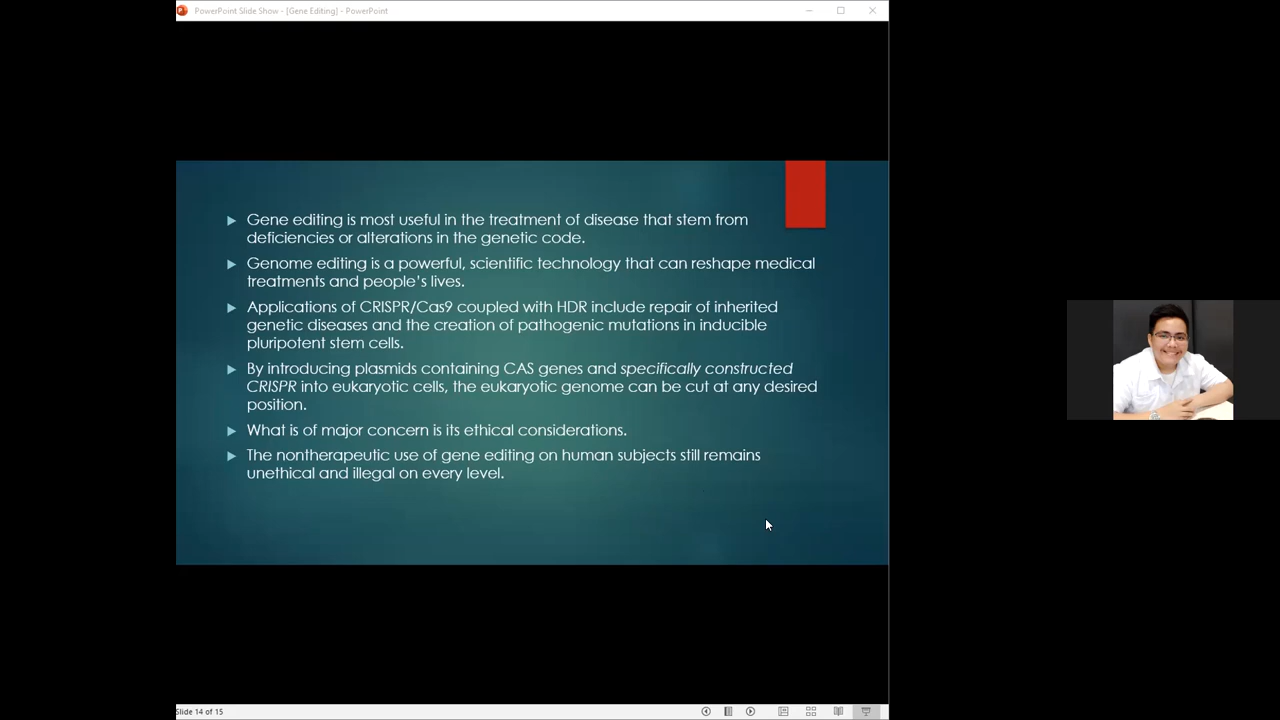 PowerPoint Slide Show - [Gene Editing] - PowerPoint
Gene editing is most useful in the treatment of disease that stem from
deficiencies or alterations in the genetic code.
Genome editing is a powerful, scientific technology that can reshape medical
treatments and people's lives.
Applications of CRISPR/Cas9 coupled with HDR include repair of inherited
genetic diseases and the creation of pathogenic mutations in inducible
pluripotent stem cells.
By introducing plasmids containing CAS genes and specifically constructed
CRISPR into eukaryotic cells, the eukaryotic genome can be cut at any desired
position.
What is of major concern is its ethical considerations.
The nontherapeutic use of gene editing on human subjects still remains
unethical and illegal on every level.
Slide 14 of 15